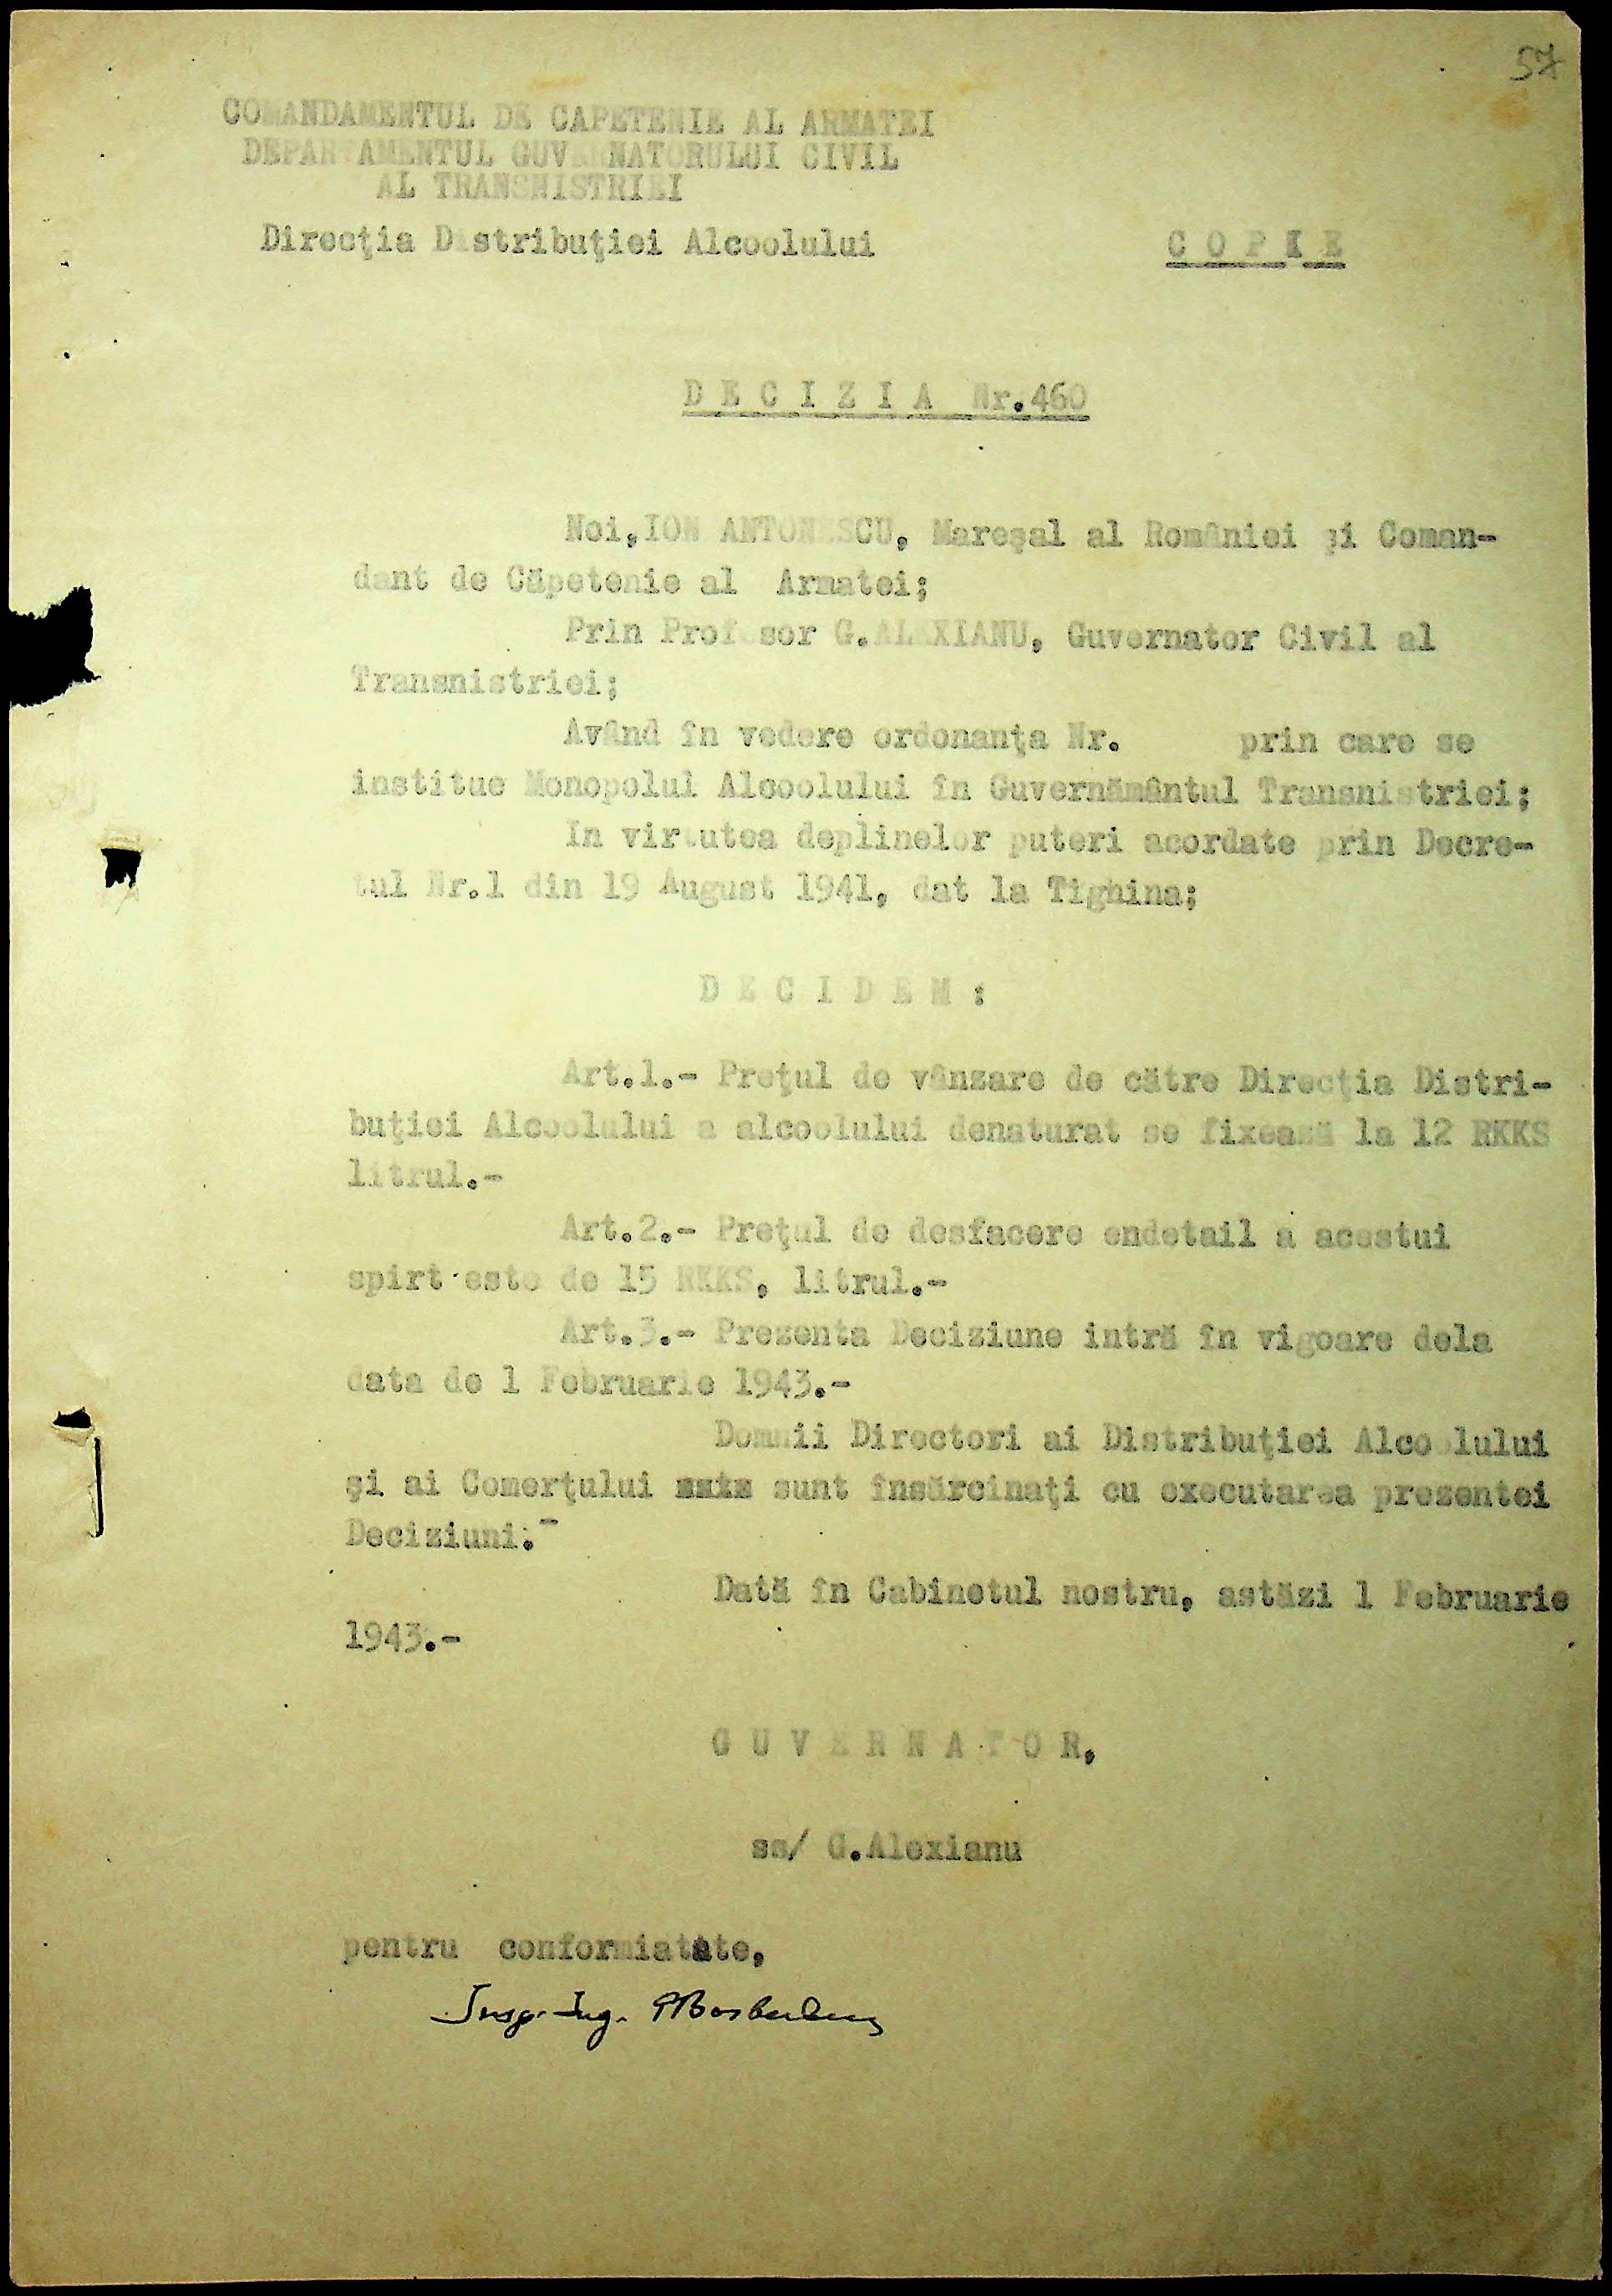 57
COMANDAMENTUL DE CAPETENIE AL ARMATEI
DEPARTAMENTUL GUVERNATORULUI CIVIL
AL TRANSNISTRIEI
Direcţia Distribuţiei Alcoolului
C O P I E
D E C I Z I A Nr.460
Noi,ION ANTONESCU, Mareşal al României şi Coman-
dant de Căpetenie al Armatei;
Prin Profesor G.ALEXIANU, Guvernator Civil al
Transnistriei;
Având în vedere ordonanţa Nr. prin care se
institue Monopolul Alcoolului în Guvernământul Transnistriei;
In virtutea deplinelor puteri acordate prin Decre-
tul Nr.1 din 19 August 1941, dat la Tighina;
D E C I D E M :
Art.1.- Preţul de vânzare de către Direcţia Distri-
buţiei Alcoolului a alcoolului denaturat se fixează la 12 RKKS
litrul.-
Art.2.- Preţul de desfacere endetail a acestui
spirt este de 15 RKKS, litrul.-
Art.3.- Prezenta Deciziune intră în vigoare dela
data de 1 Februarie 1943.-
Domnii Directori ai Distribuţiei Alcoolului
şi ai Comerţului sunt însărcinaţi cu executarea prezentei
Deciziuni.-
Dată în Cabinetul nostru, astăzi 1 Februarie
1943.-
G U V E R N A T O R,
ss/ G.Alexianu
pentru conformiatate,
Insp. Ing.